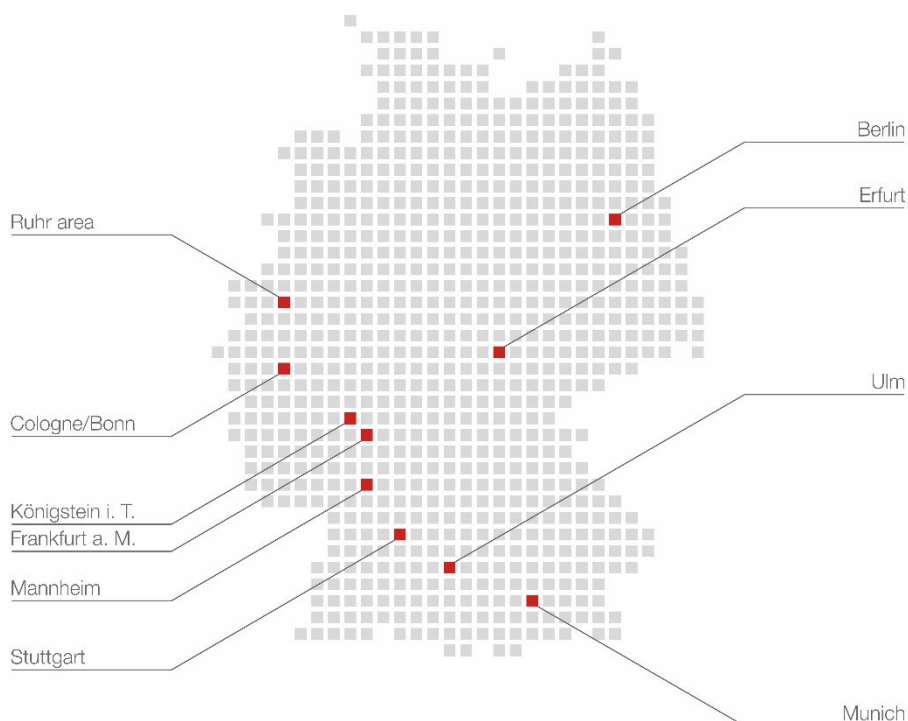 Berlin
Erfurt
Ruhr area
Ulm
Cologne/Bonn
Königstein i. T.
Frankfurt a. M.
Mannheim
Stuttgart
Munich